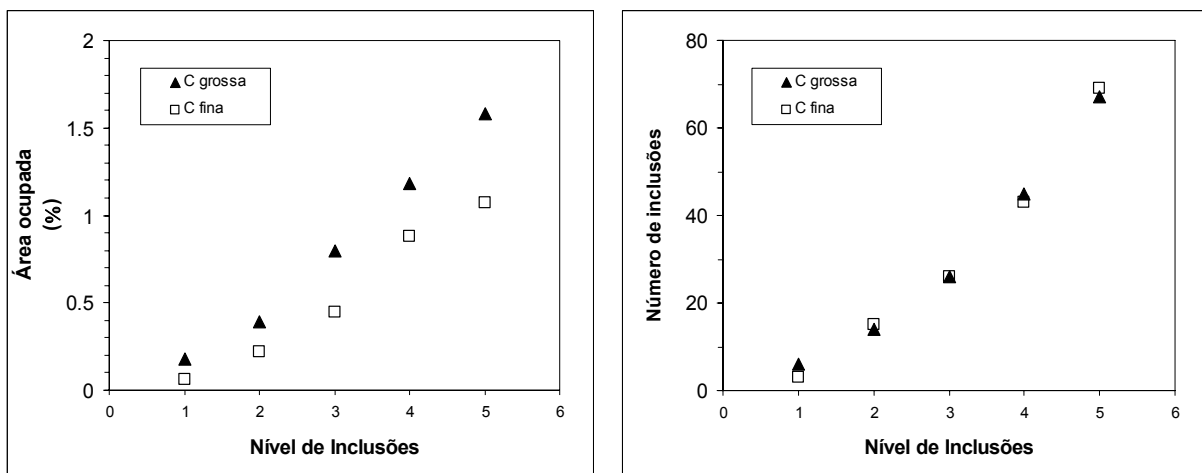 2
1.5
1
0.5
0
Área ocupada
(%)
C grossa
C fina
0 1 2 3 4 5 6
Nível de Inclusões
80
60
40
20
0
Número de inclusões
C grossa
C fina
0 1 2 3 4 5 6
Nível de Inclusões